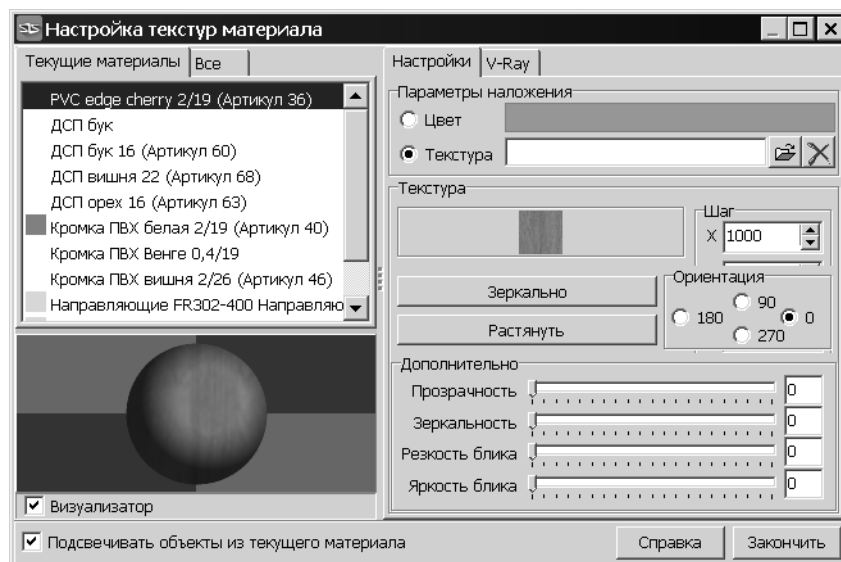 Настройка текстур материала
Текущие материалы Все
PVC edge cherry 2/19 (Артикул 36)
ДСП бук
ДСП бук 16 (Артикул 60)
ДСП вишня 22 (Артикул 68)
ДСП орех 16 (Артикул 63)
Кромка ПВХ белая 2/19 (Артикул 40)
Кромка ПВХ Венге 0,4/19
Кромка ПВХ вишня 2/26 (Артикул 46)
Направляющие FR302-400 Направляю
Визуализатор
Настройки V-Ray
Параметры наложения
Цвет
Текстура
Текстура
Шаг
X 1000
Зеркально
Растянуть
Ориентация
90
180 0
270
Дополнительно
Прозрачность 0
Зеркальность 0
Резкость блика 0
Яркость блика 0
Подсвечивать объекты из текущего материала
Справка Закончить